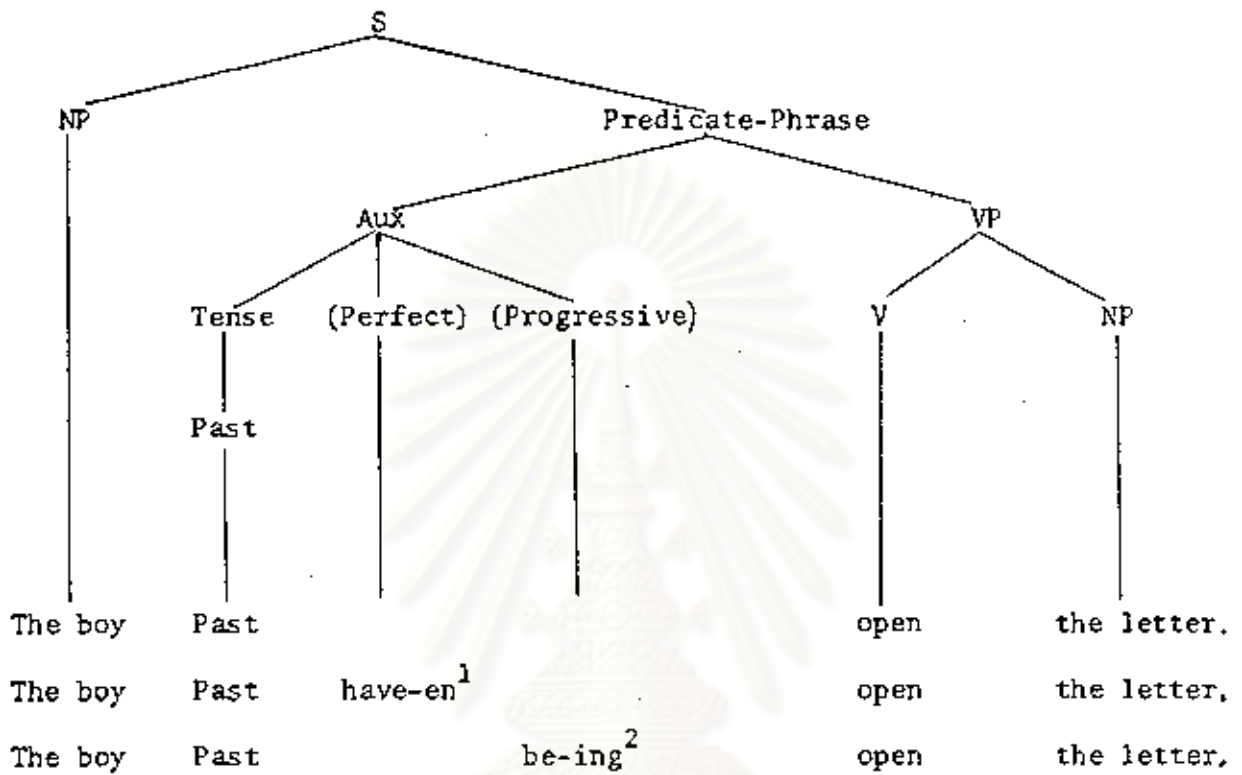 S
NP Predicate-Phrase
Aux VP
Tense (Perfect) (Progressive) V NP
Past
The boy Past open the letter.
The boy Past have-en1 open the letter.
The boy Past be-ing2 open the letter.